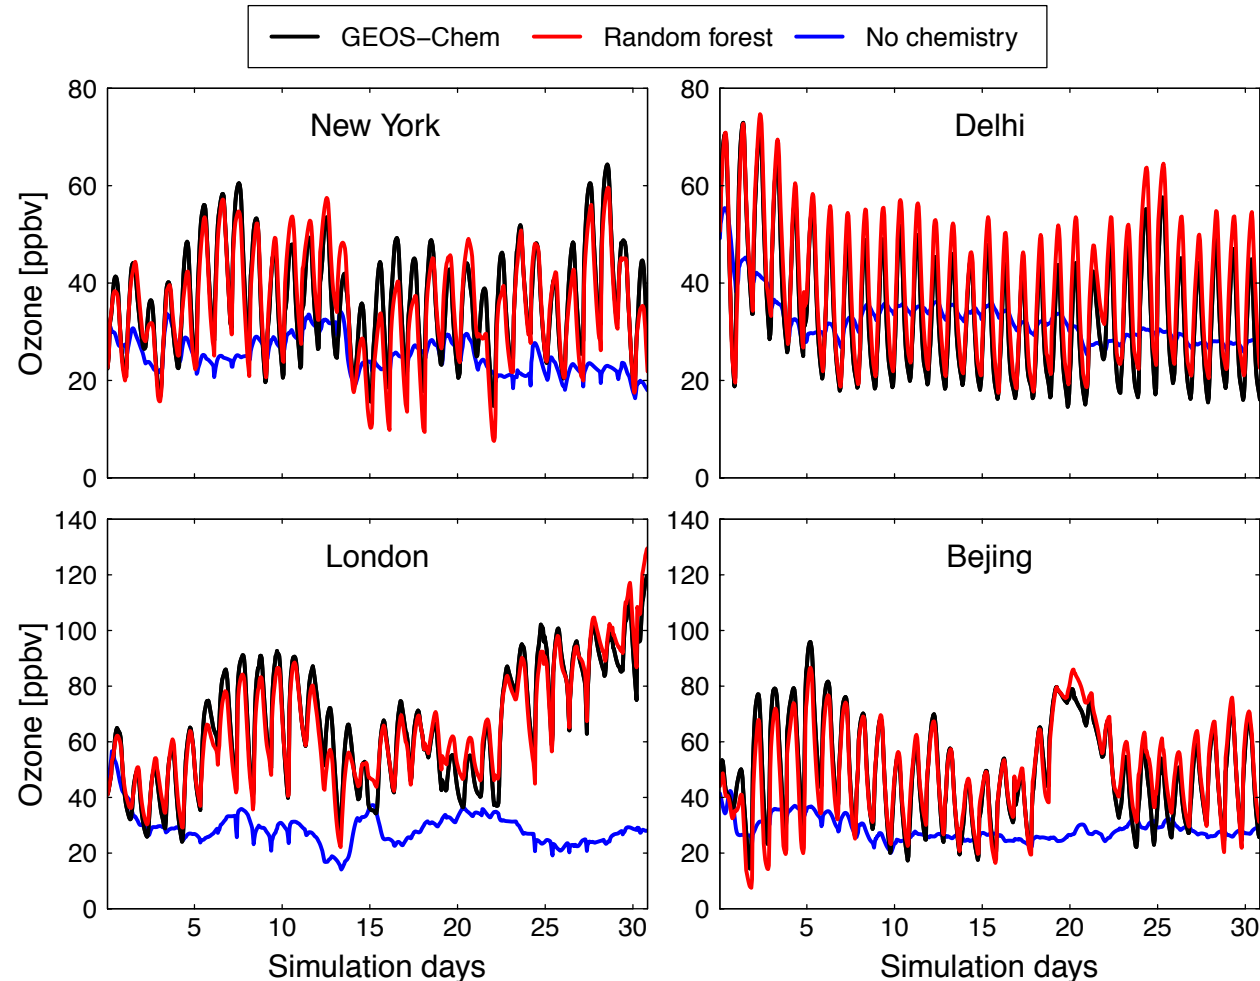 GEOS−Chem Random forest No chemistry
80
60
40
20
0
Ozone [ppbv]
New York
80
60
40
20
0
Delhi
140
120
100
80
60
40
20
0
Ozone [ppbv]
London
5 10 15 20 25 30
Simulation days
140
120
100
80
60
40
20
0
Bejing
5 10 15 20 25 30
Simulation days